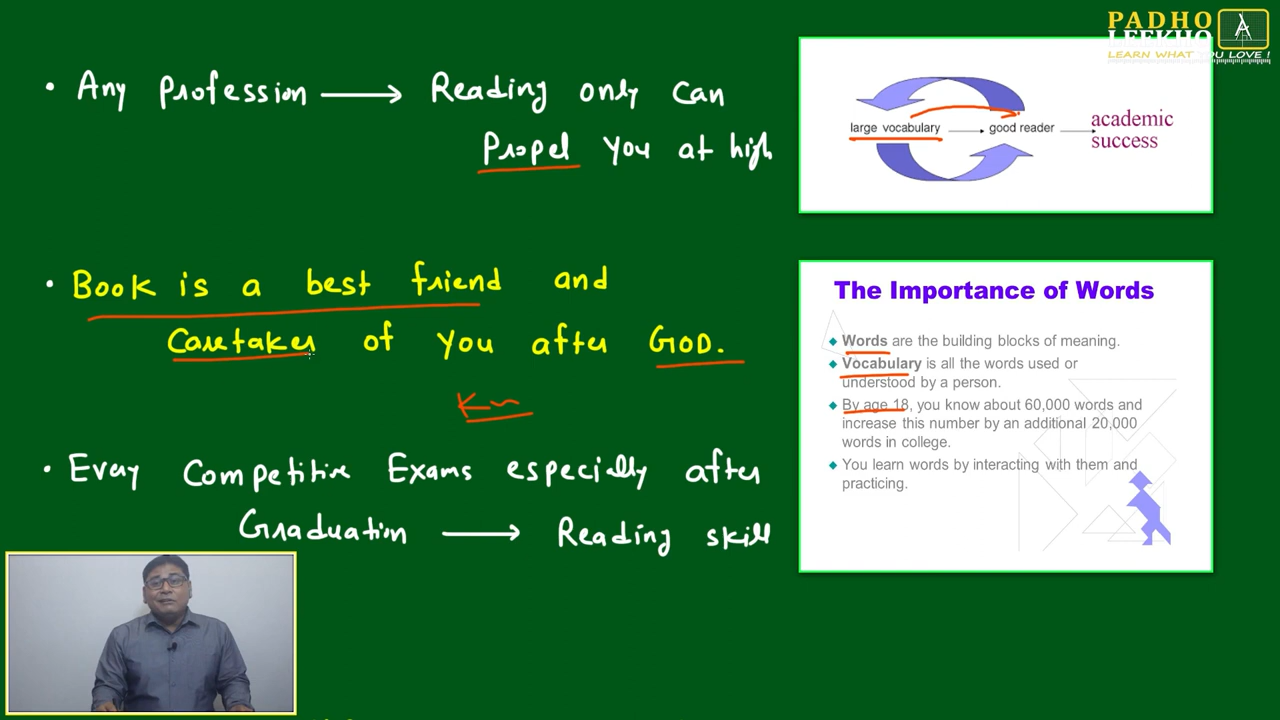 PADHO
LEEKHO
LEARN WHAT YOU LOVE !
• Any Profession → Reading only can
Propel you at high
• Book is a best friend and
Caretaker of you after GOD.
• Every Competitive Exams especially after
Graduation → Reading skill
large vocabulary
good reader
academic
success
The Importance of Words
Words are the building blocks of meaning.
Vocabulary is all the words used or
understood by a person.
By age 18, you know about 60,000 words and
increase this number by an additional 20,000
words in college.
You learn words by interacting with them and
practicing.